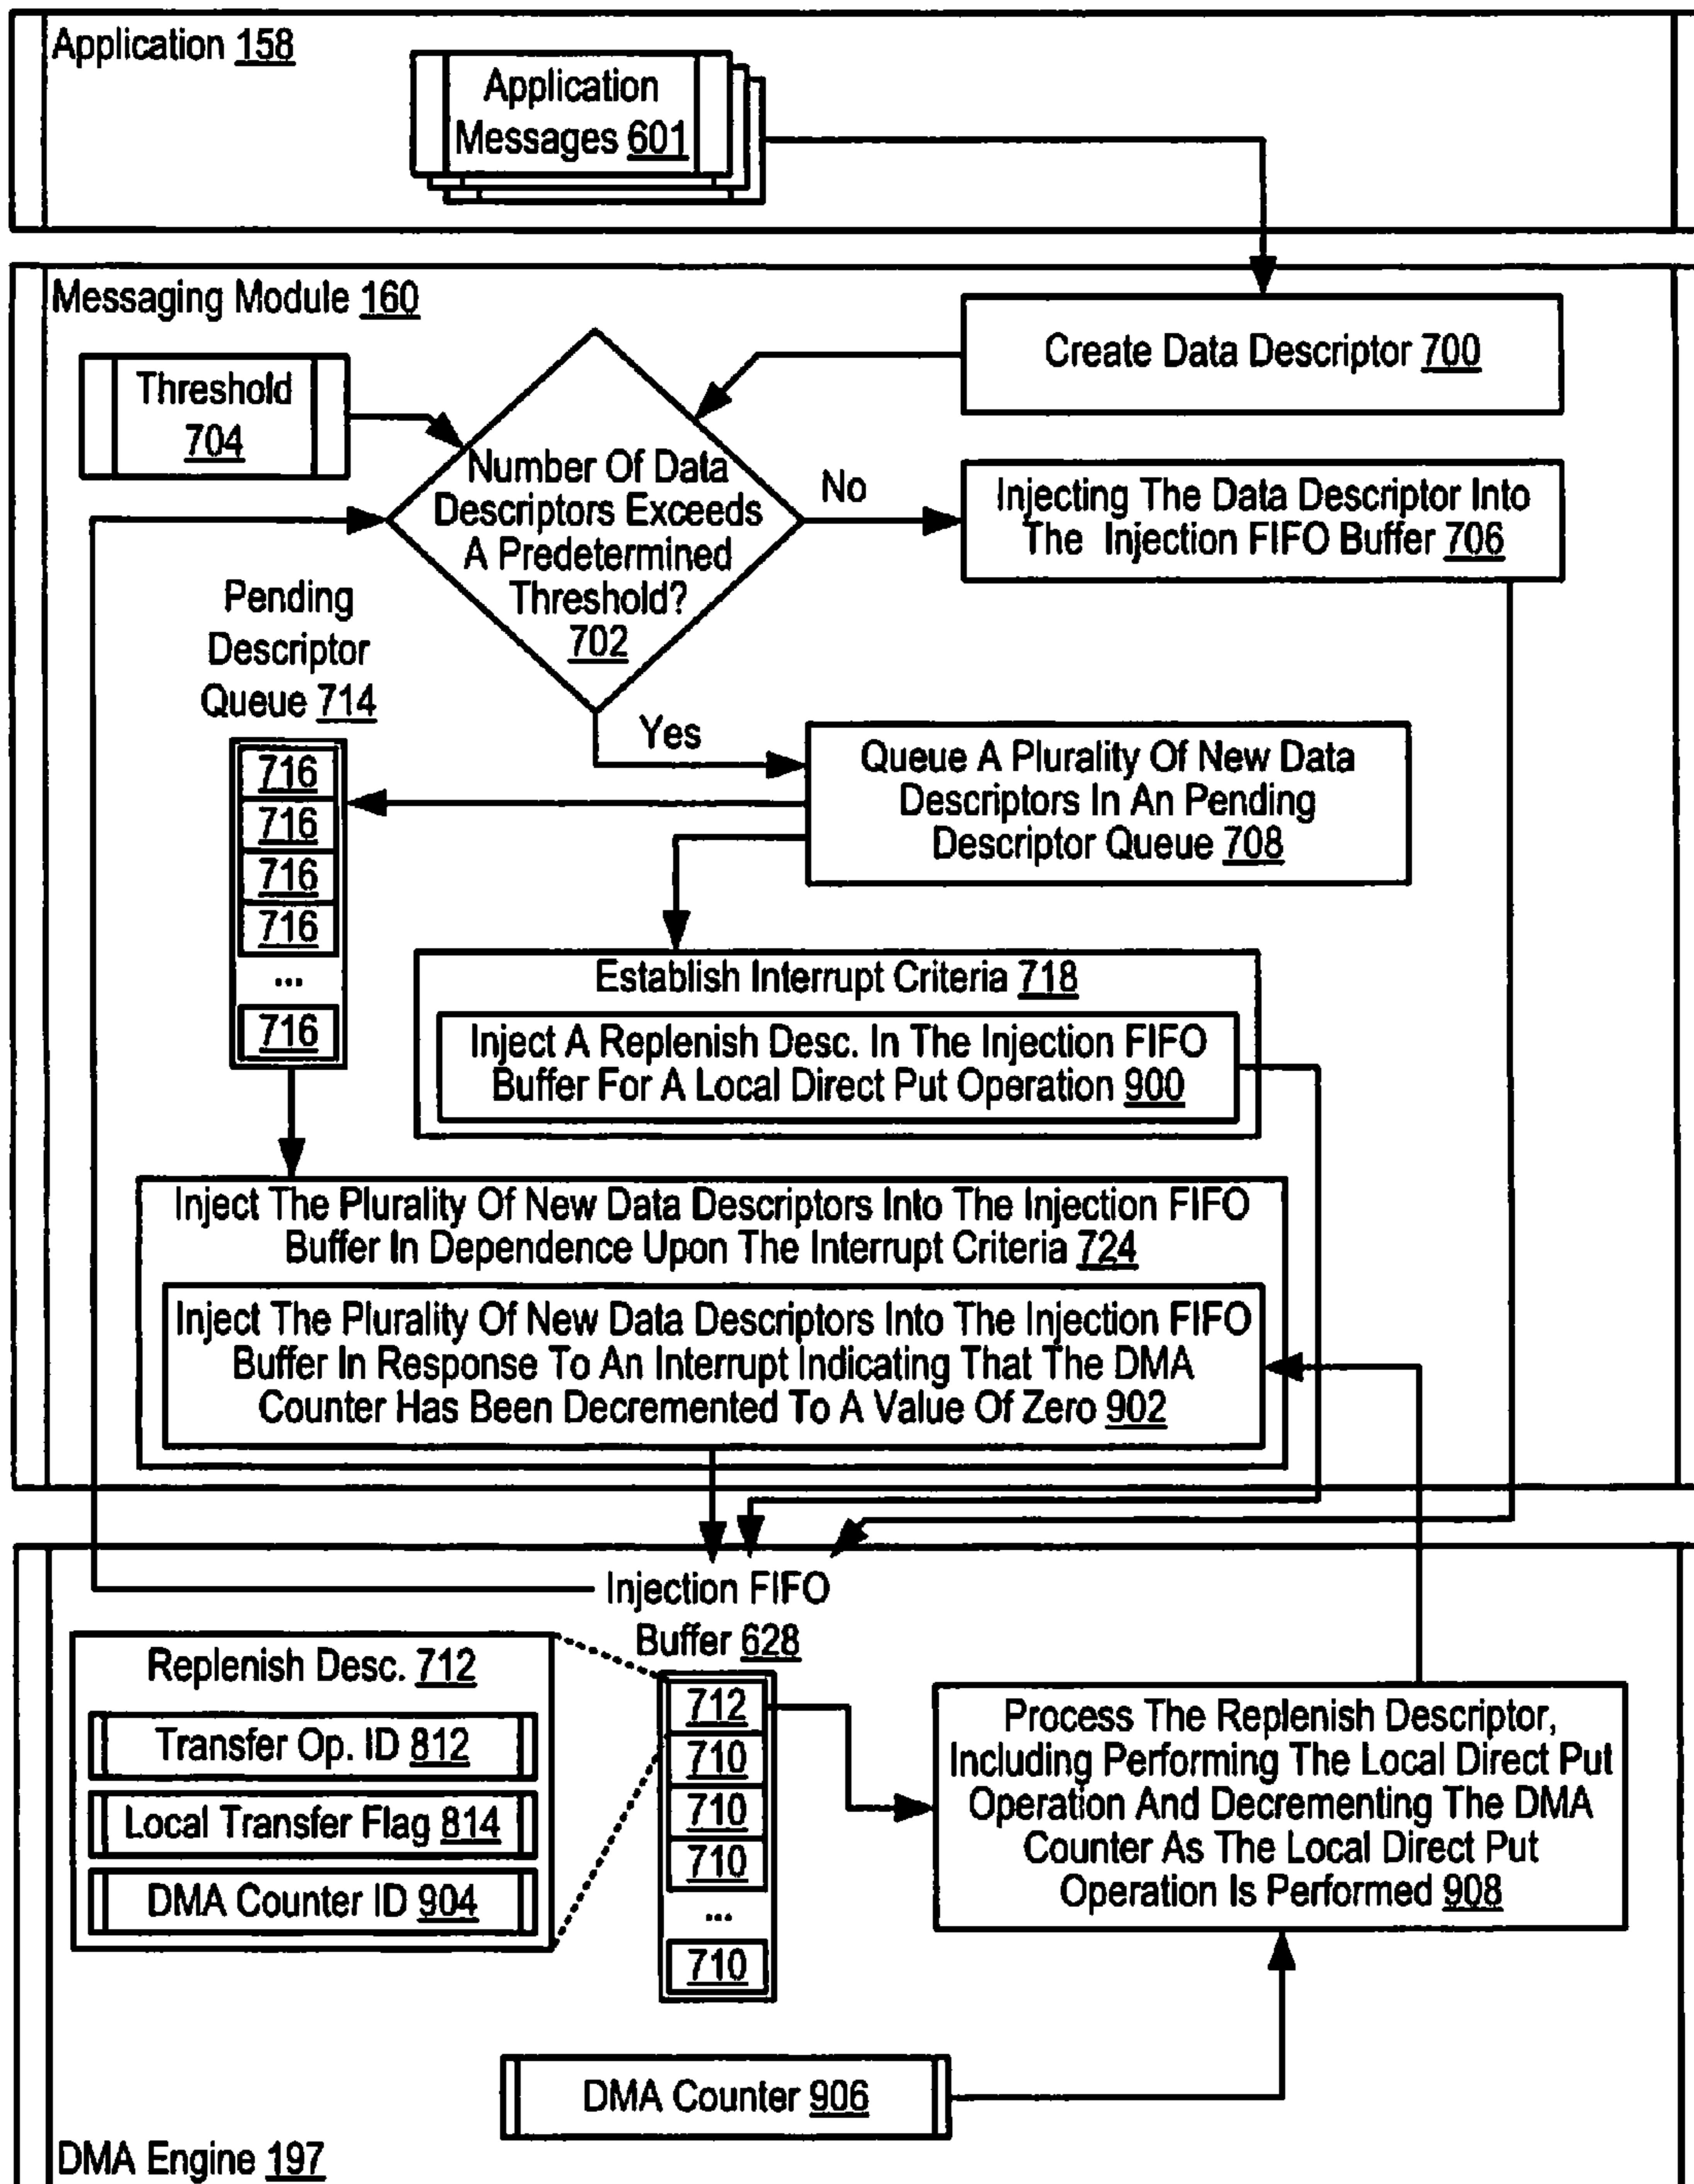 Application 158
Application
Messages 601
Messaging Module 160
Create Data Descriptor 700
Threshold
704
Number Of Data
Descriptors Exceeds
A Predetermined
Threshold?
702
No
Injecting The Data Descriptor Into
The Injection FIFO Buffer 706
Pending
Descriptor
Queue 714
Yes
716
716
716
716
...
716
Queue A Plurality Of New Data
Descriptors In An Pending
Descriptor Queue 708
Establish Interrupt Criteria 718
Inject A Replenish Desc. In The Injection FIFO
Buffer For A Local Direct Put Operation 900
Inject The Plurality Of New Data Descriptors Into The Injection FIFO
Buffer In Dependence Upon The Interrupt Criteria 724
Inject The Plurality Of New Data Descriptors Into The Injection FIFO
Buffer In Response To An Interrupt Indicating That The DMA
Counter Has Been Decremented To A Value Of Zero 902
Injection FIFO
Buffer 628
Replenish Desc. 712
Transfer Op. ID 812
Local Transfer Flag 814
DMA Counter ID 904
712
710
710
710
...
710
Process The Replenish Descriptor,
Including Performing The Local Direct Put
Operation And Decrementing The DMA
Counter As The Local Direct Put
Operation Is Performed 908
DMA Counter 906
DMA Engine 197